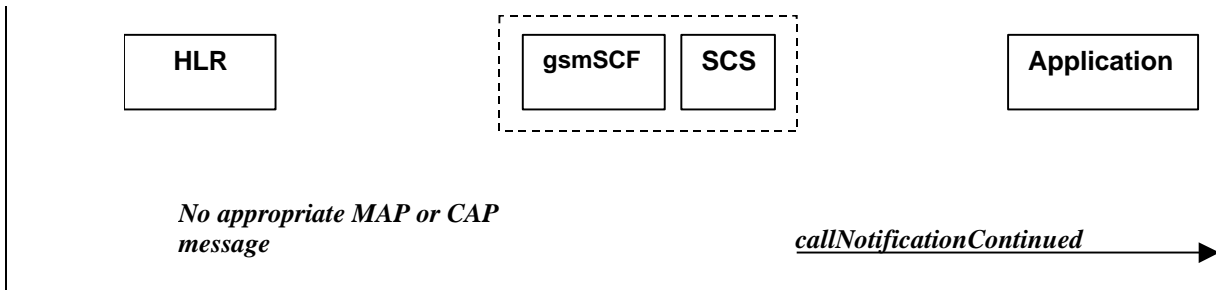 HLR
gsmSCF
SCS
Application
No appropriate MAP or CAP
message
callNotificationContinued